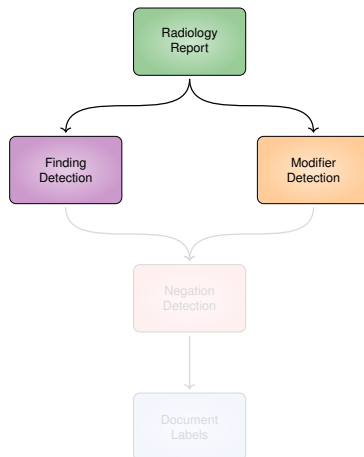 Radiology
Report
Finding
Detection
Modifier
Detection
Negation
Detection
Document
Labels